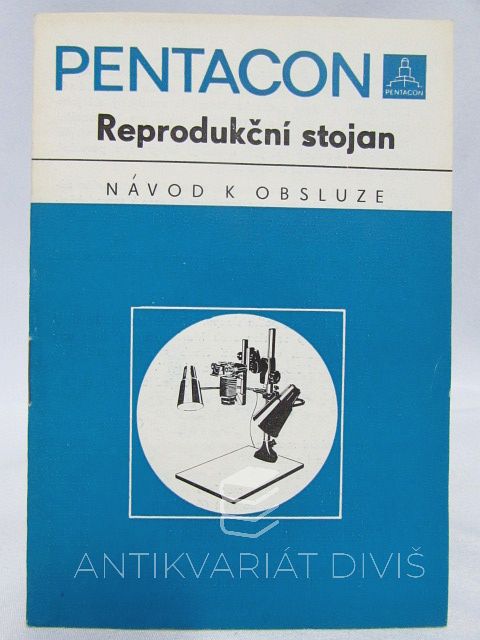 PENTACON
PENTACON
Reprodukční stojan
NÁVOD K OBSLUZE
ANTIKVARIÁT DIVIŠ